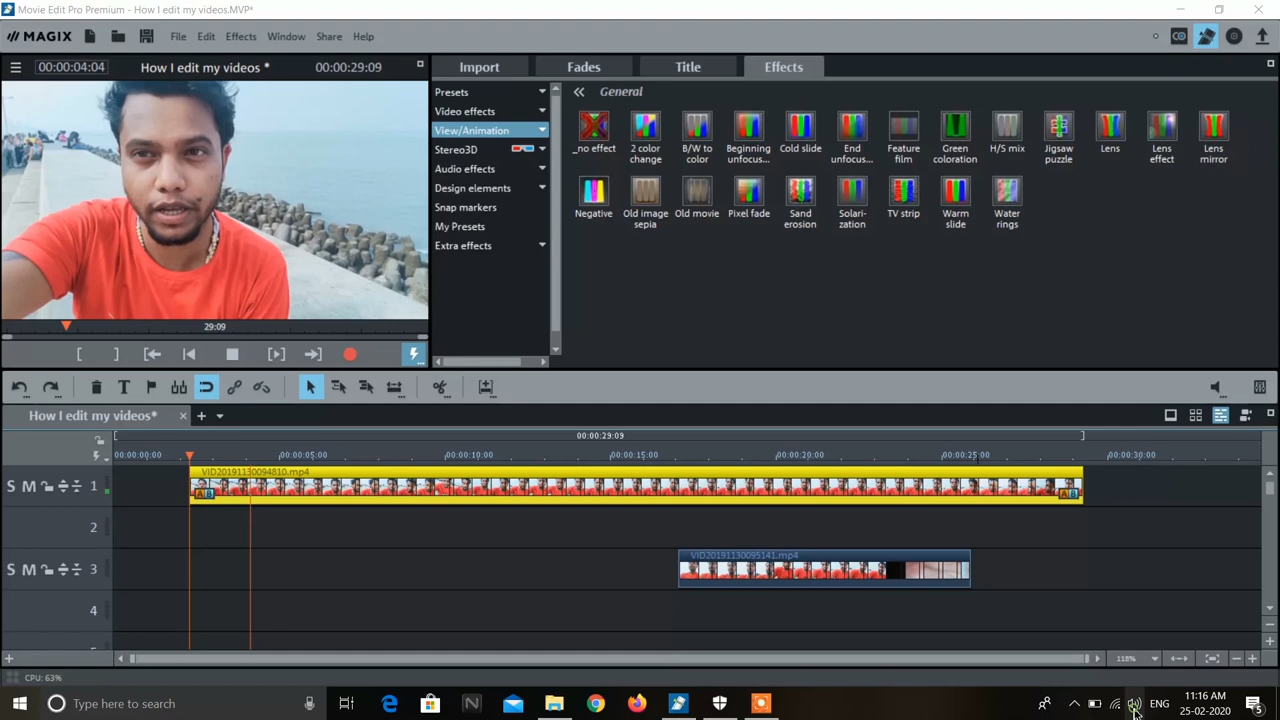 Movie Edit Pro Premium - How I edit my videos.MVP*
MAGIX File Edit Effects Window Share Help
00:00:04:04 How I edit my videos * 00:00:29:09
Import Fades Title Effects
Presets
Video effects
View/Animation
Stereo3D
Audio effects
Design elements
Snap markers
My Presets
Extra effects
General
_no effect
2 color change
B/W to color
Beginning unfocus...
Cold slide
End unfocus...
Feature film
Green coloration
H/S mix
Jigsaw puzzle
Lens
Lens effect
Lens mirror
Negative
Old image sepia
Old movie
Pixel fade
Sand erosion
Solari-zation
TV strip
Warm slide
Water rings
29:09
How I edit my videos*
00:00:29:09
00:00:00:00 00:00:05:00 00:00:10:00 00:00:15:00 00:00:20:00 00:00:25:00 00:00:30:00
VID20191130094810.mp4
S M 1
A B
A B
2
VID20191130095141.mp4
S M 3
4
118%
CPU: 63%
Type here to search
ENG
11:16 AM
25-02-2020
5